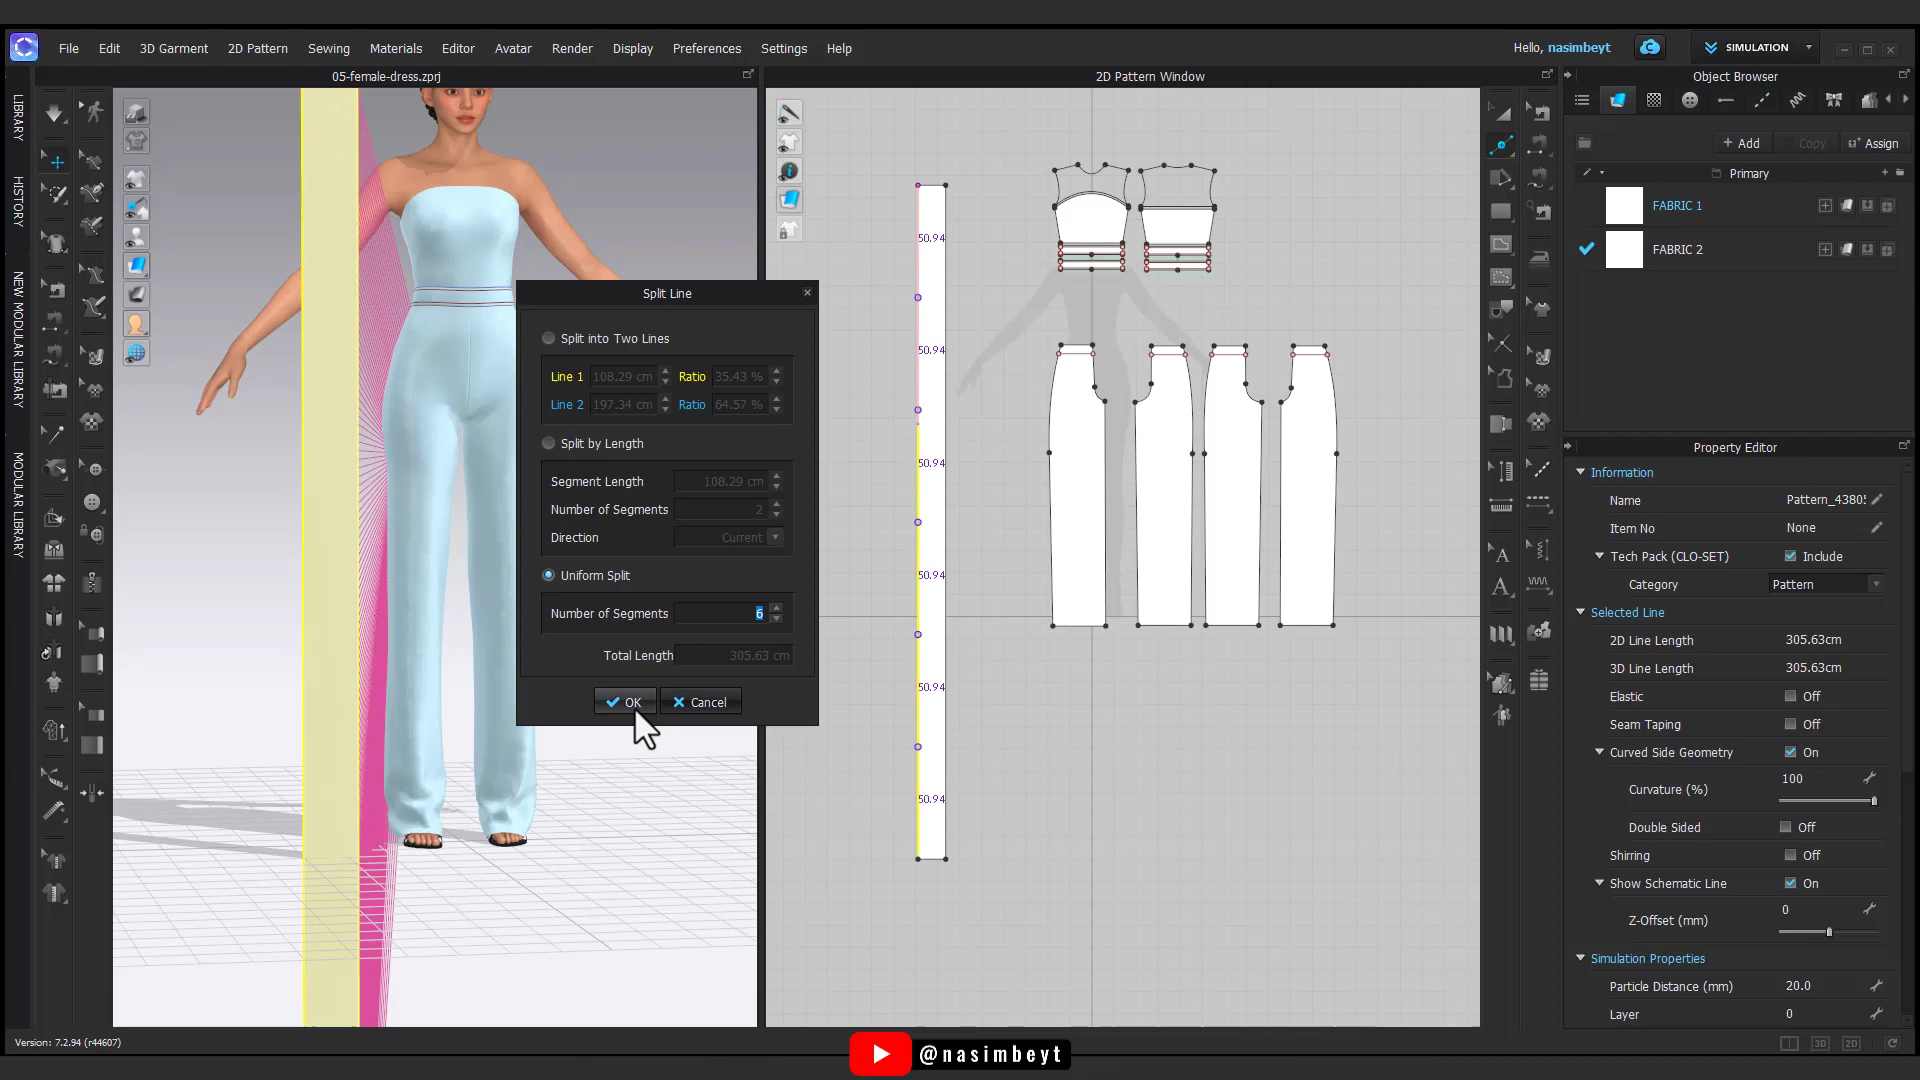 File Edit 3D Garment 2D Pattern Sewing Materials Editor Avatar Render Display Preferences Settings Help
Hello, nasimbeyt
SIMULATION
05-female-dress.zprj
2D Pattern Window
Object Browser
LIBRARY
HISTORY
NEW MODULAR LIBRARY
MODULAR LIBRARY
+ Add
Copy
Assign
Primary
FABRIC 1
FABRIC 2
50.94
50.94
50.94
50.94
50.94
50.94
Split Line
Split into Two Lines
Line 1 108.29 cm Ratio 35.43 %
Line 2 197.34 cm Ratio 64.57 %
Split by Length
Segment Length 108.29 cm
Number of Segments 2
Direction Current
Uniform Split
Number of Segments 6
Total Length 305.63 cm
OK
Cancel
Property Editor
Information
Name Pattern_4380
Item No None
Tech Pack (CLO-SET) Include
Category Pattern
Selected Line
2D Line Length 305.63cm
3D Line Length 305.63cm
Elastic Off
Seam Taping Off
Curved Side Geometry On
Curvature (%) 100
Double Sided Off
Shirring Off
Show Schematic Line On
Z-Offset (mm) 0
Simulation Properties
Particle Distance (mm) 20.0
Layer 0
Version: 7.2.94 (r44607)
3D
2D
@nasimbeyt